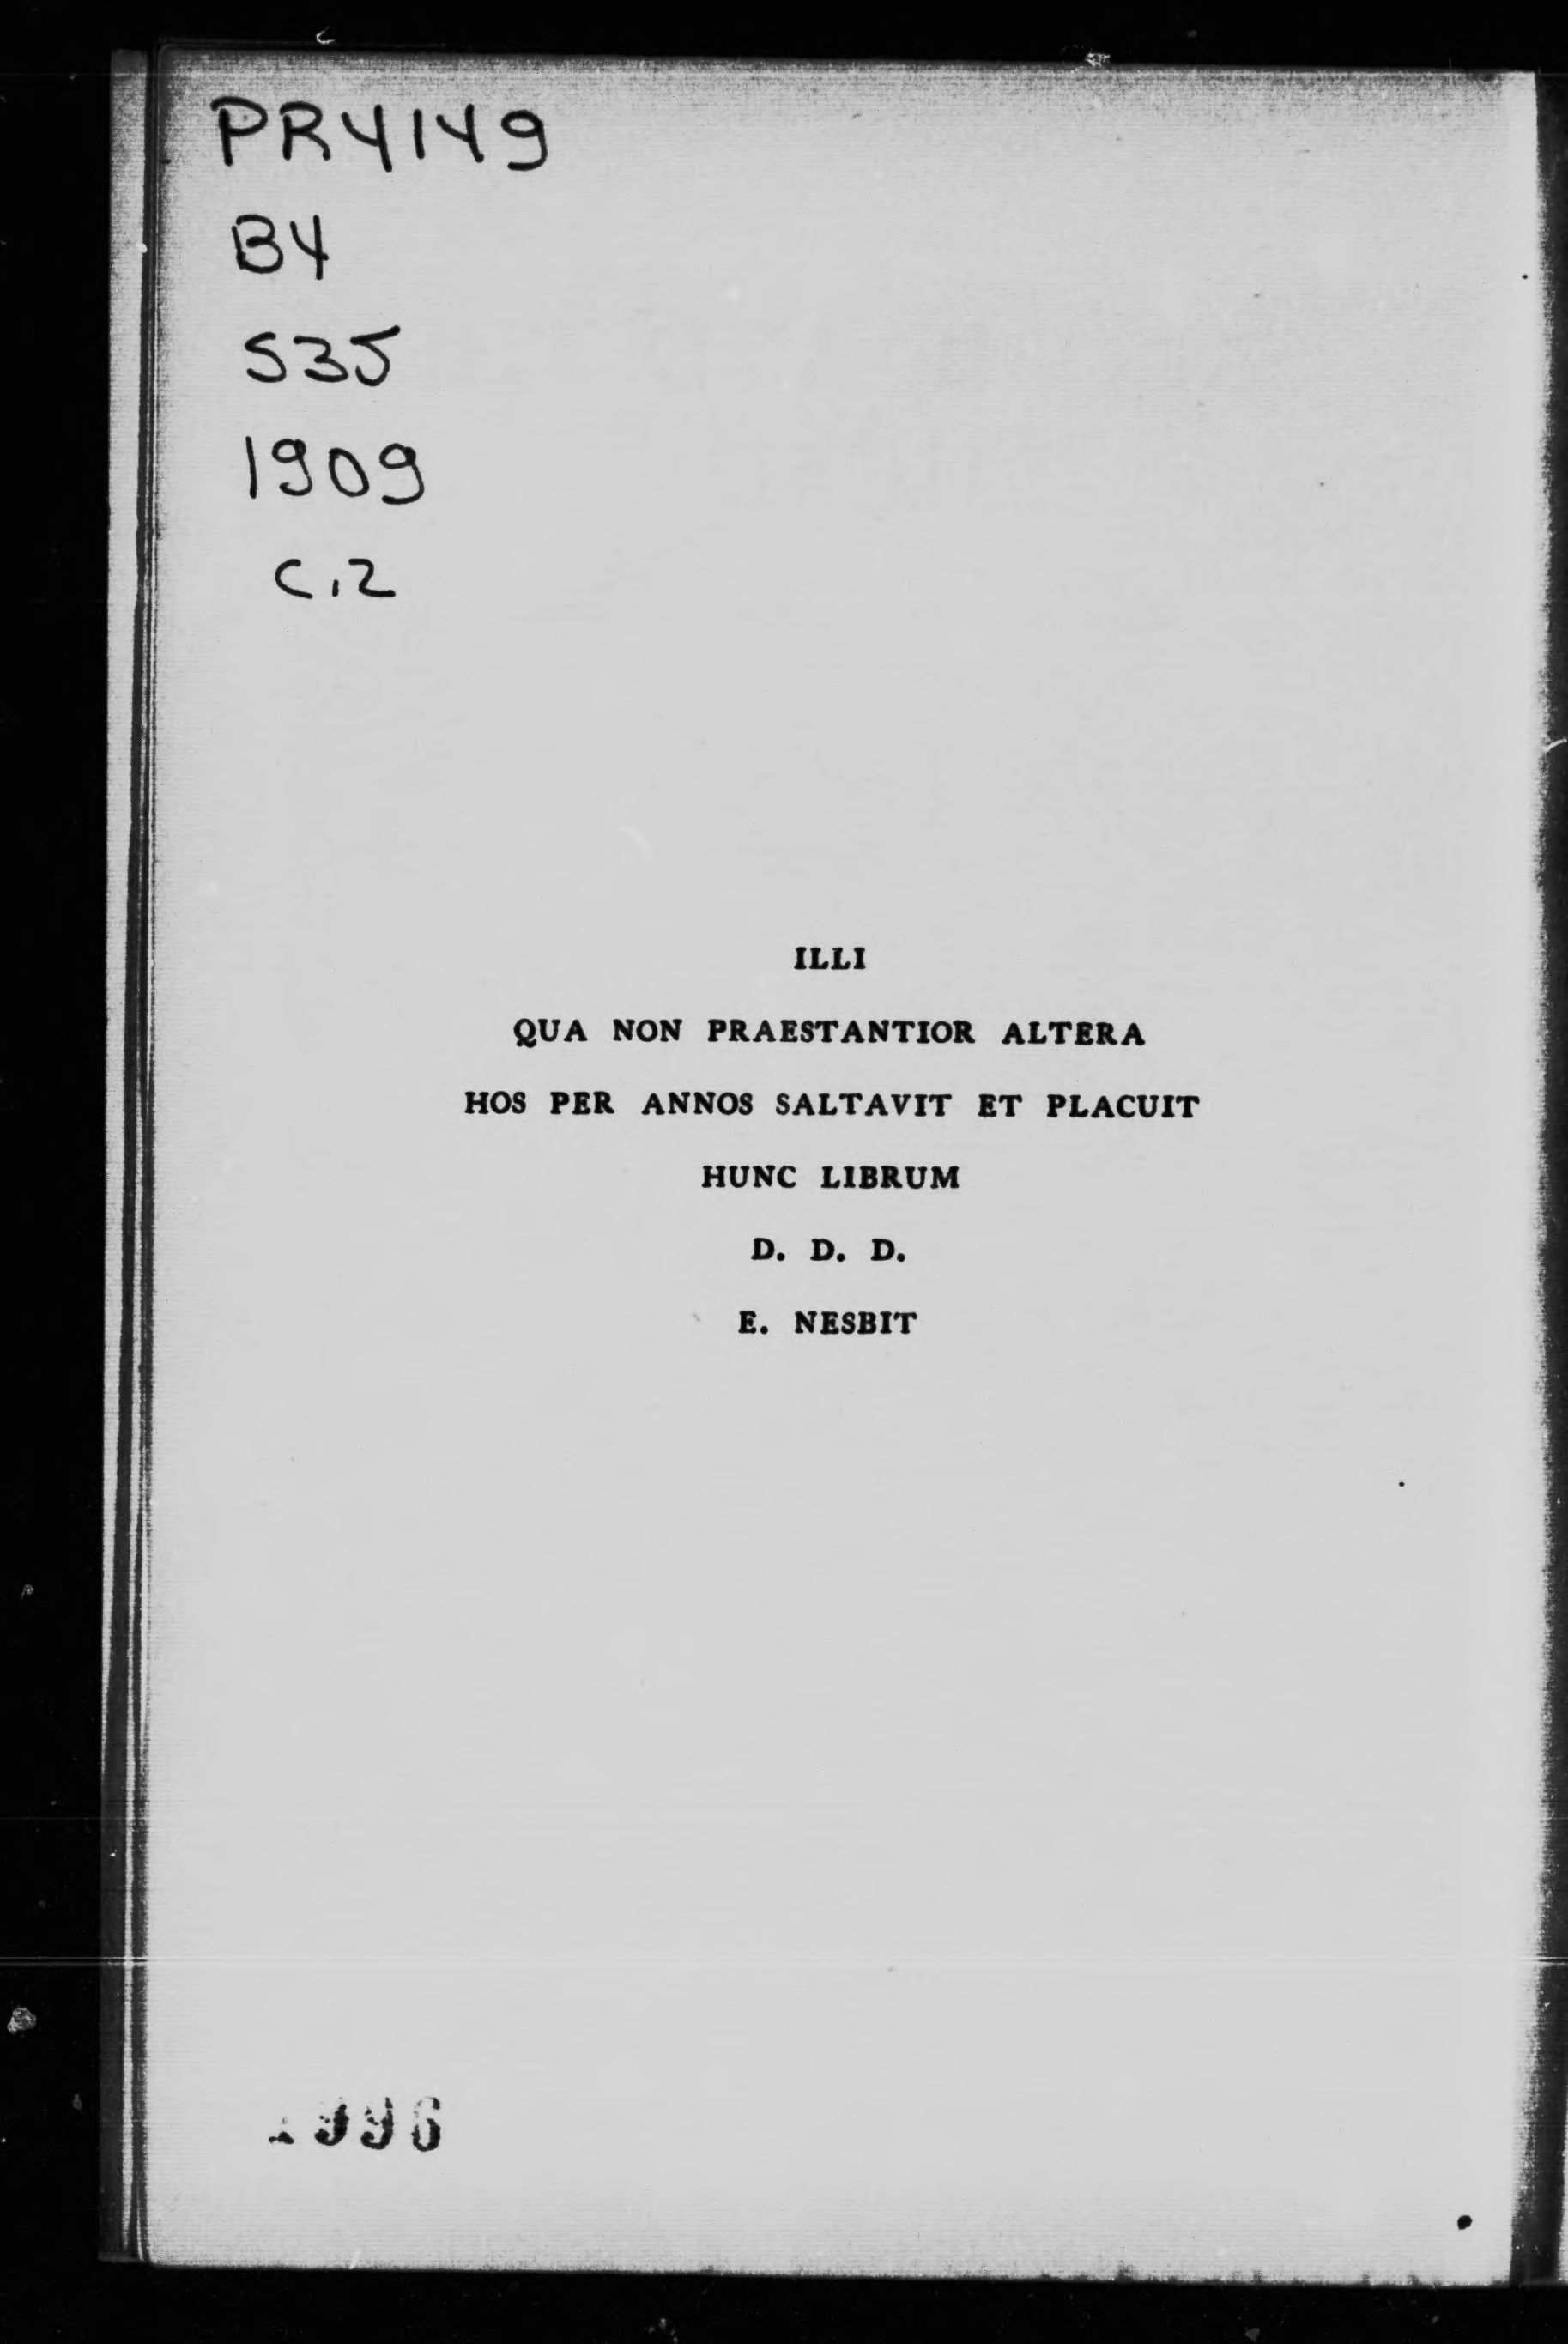 PR4149
B4
S35
1909
C.2
ILLI
QUA NON PRAESTANTIOR ALTERA
HOS PER ANNOS SALTAVIT ET PLACUIT
HUNC LIBRUM
D. D. D.
E. NESBIT
1996